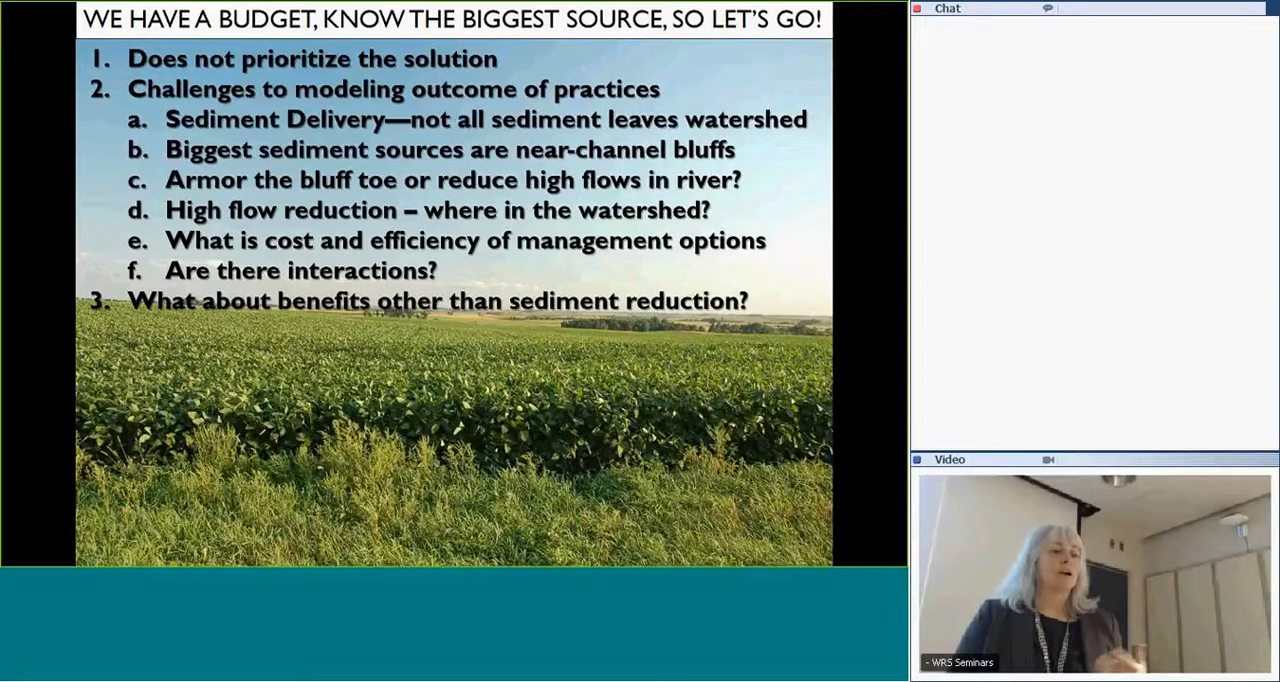 WE HAVE A BUDGET, KNOW THE BIGGEST SOURCE, SO LET'S GO!
1. Does not prioritize the solution
2. Challenges to modeling outcome of practices
a. Sediment Delivery—not all sediment leaves watershed
b. Biggest sediment sources are near-channel bluffs
c. Armor the bluff toe or reduce high flows in river?
d. High flow reduction – where in the watershed?
e. What is cost and efficiency of management options
f. Are there interactions?
3. What about benefits other than sediment reduction?
Chat
Video
- WRS Seminars